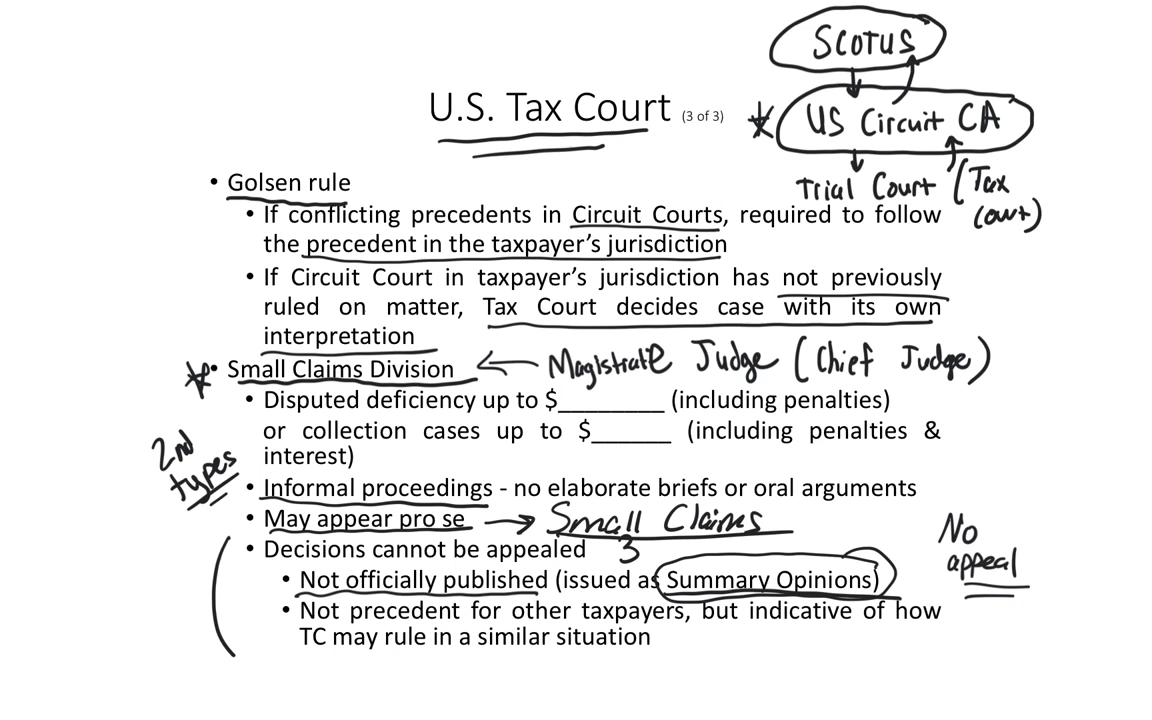 SCOTUS
U.S. Tax Court (3 of 3)
US Circuit CA
Trial Court (Tax
Court)
• Golsen rule
• If conflicting precedents in Circuit Courts, required to follow
the precedent in the taxpayer's jurisdiction
• If Circuit Court in taxpayer's jurisdiction has not previously
ruled on matter, Tax Court decides case with its own
interpretation
• Small Claims Division ← Magistrate Judge (Chief Judge)
• Disputed deficiency up to $________ (including penalties)
or collection cases up to $______ (including penalties &
interest)
2nd
types
• Informal proceedings - no elaborate briefs or oral arguments
• May appear pro se → Small Claims
• Decisions cannot be appealed 3
No
appeal
• Not officially published (issued as Summary Opinions)
• Not precedent for other taxpayers, but indicative of how
TC may rule in a similar situation